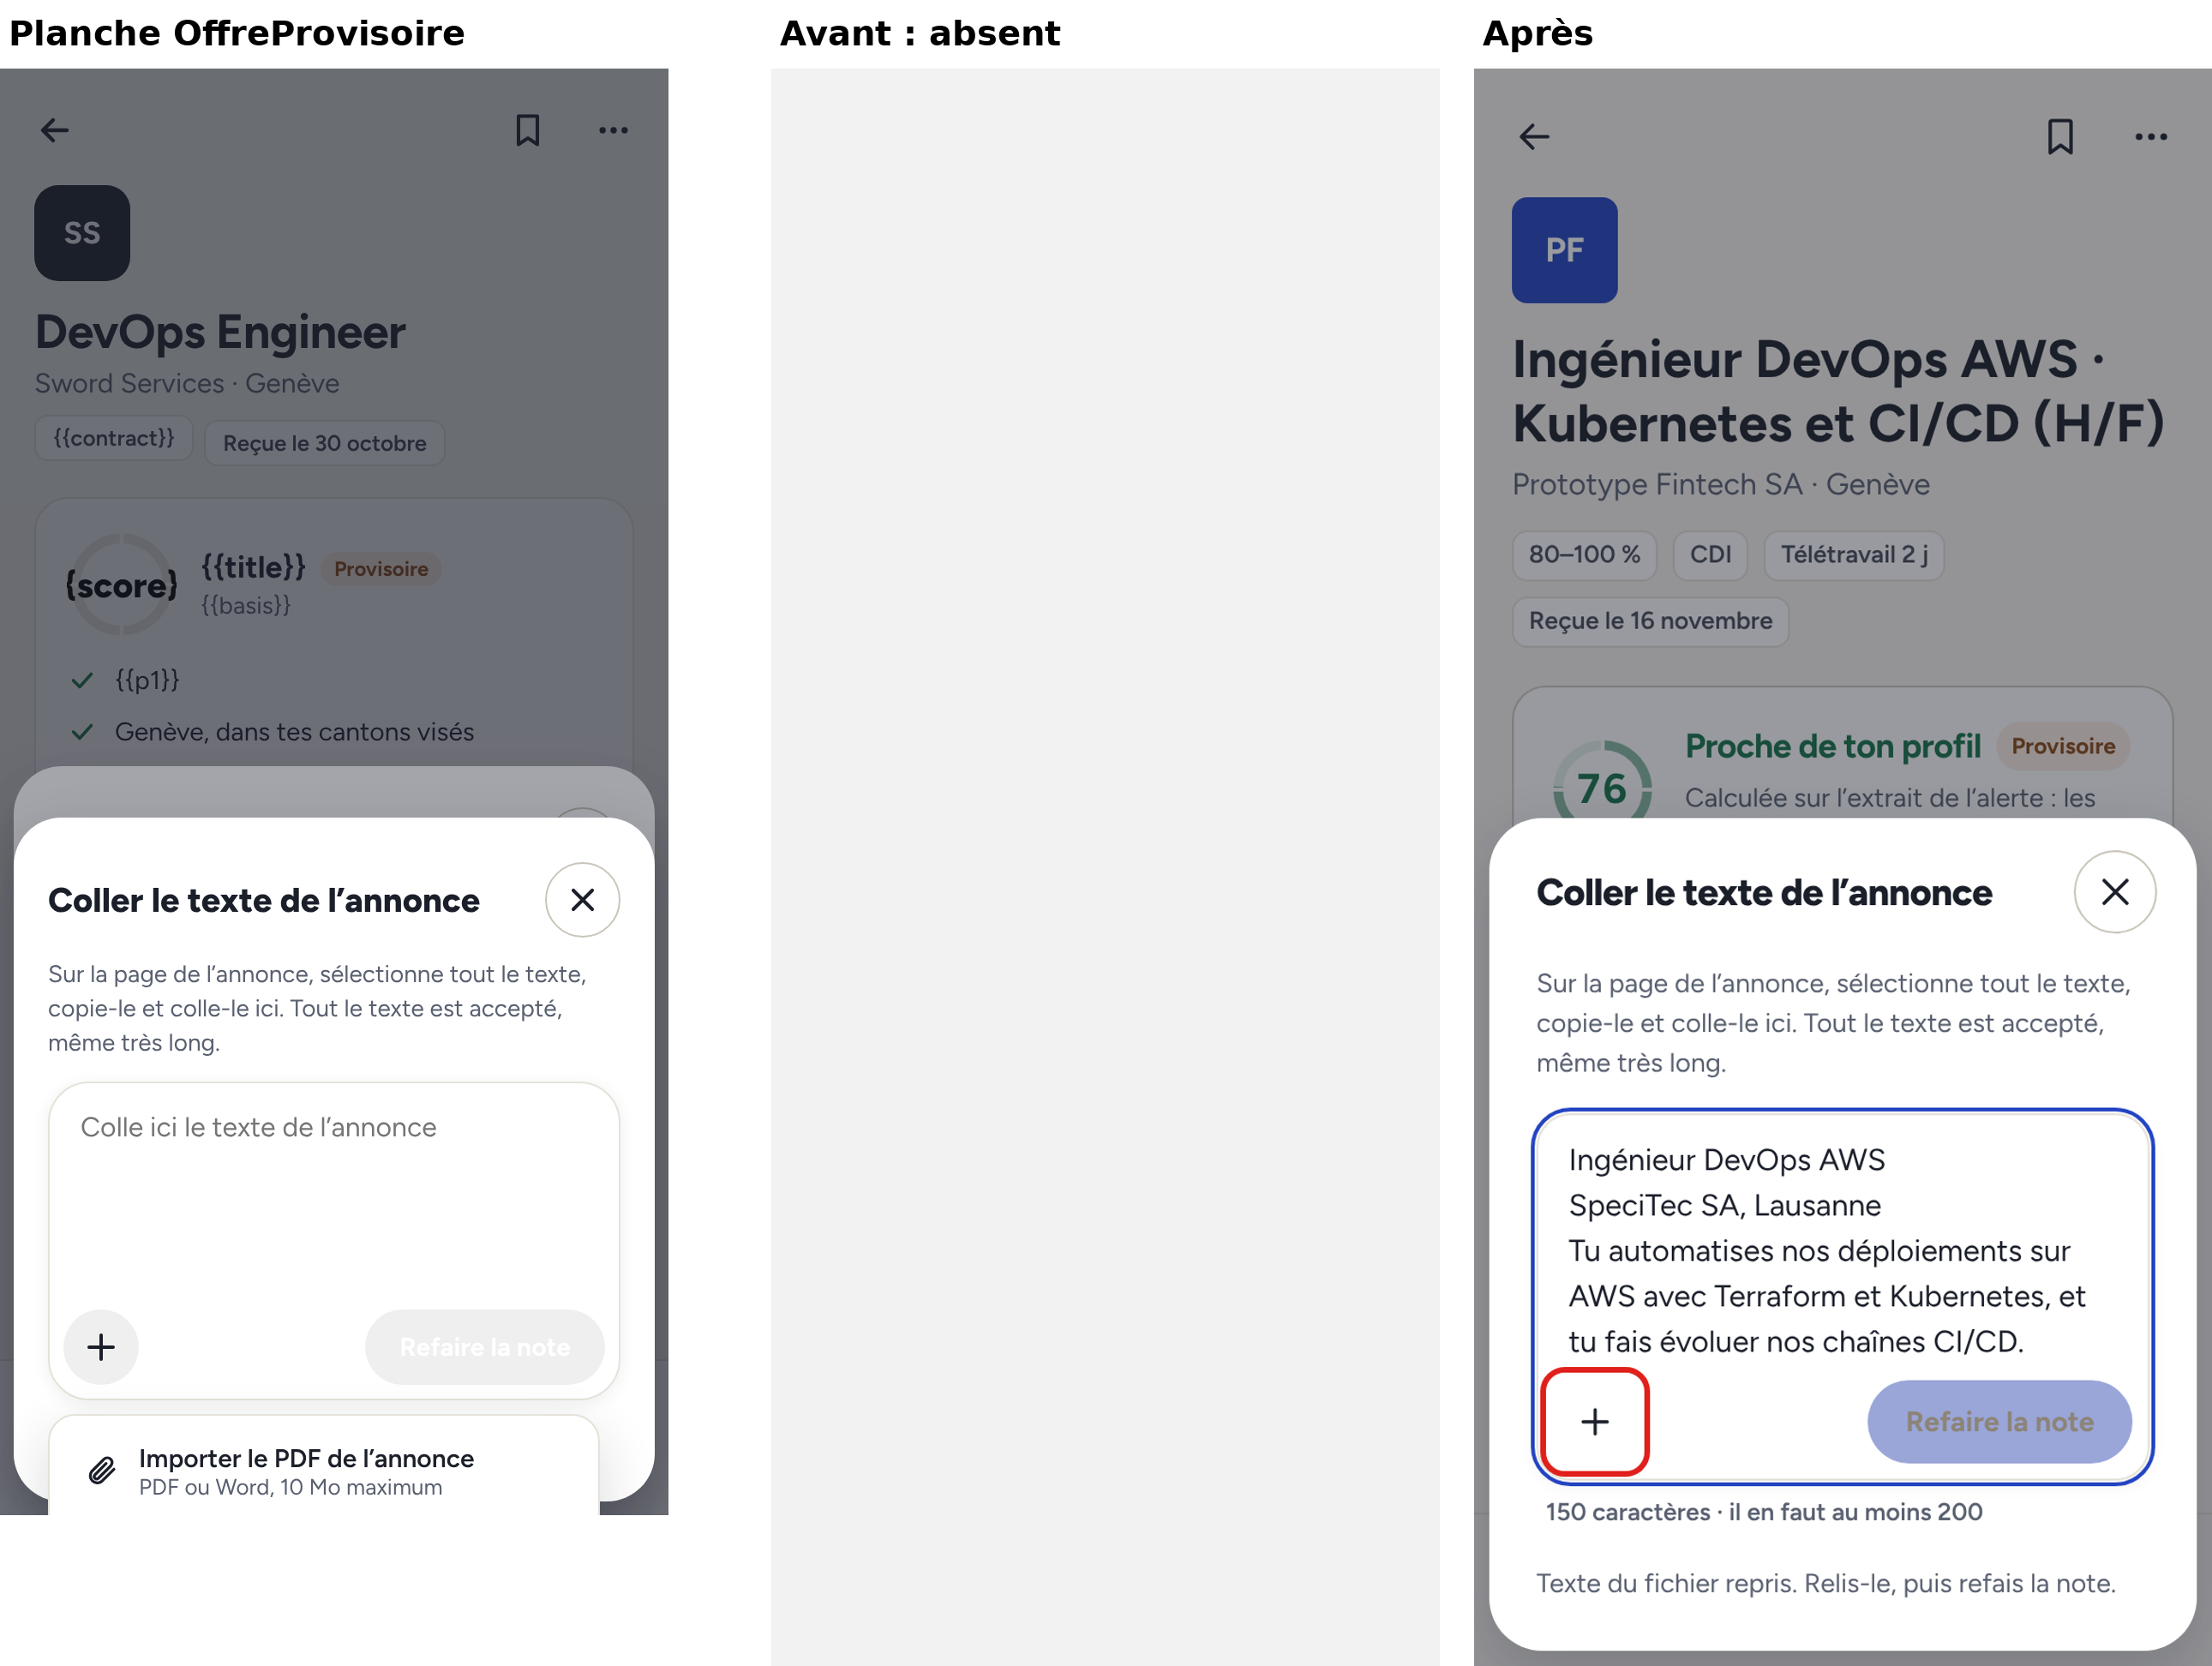 Planche OffreProvisoire
SS
DevOps Engineer
Sword Services · Genève
{{contract}}
Reçue le 30 octobre
{score}
{{title}}
Provisoire
{{basis}}
{{p1}}
Genève, dans tes cantons visés
Coller le texte de l’annonce
Sur la page de l’annonce, sélectionne tout le texte,
copie-le et colle-le ici. Tout le texte est accepté,
même très long.
Colle ici le texte de l’annonce
Refaire la note
Importer le PDF de l’annonce
PDF ou Word, 10 Mo maximum
Avant : absent
Après
PF
Ingénieur DevOps AWS ·
Kubernetes et CI/CD (H/F)
Prototype Fintech SA · Genève
80–100 %
CDI
Télétravail 2 j
Reçue le 16 novembre
76
Proche de ton profil
Provisoire
Calculée sur l’extrait de l’alerte : les
Coller le texte de l’annonce
Sur la page de l’annonce, sélectionne tout le texte,
copie-le et colle-le ici. Tout le texte est accepté,
même très long.
Ingénieur DevOps AWS
SpeciTec SA, Lausanne
Tu automatises nos déploiements sur
AWS avec Terraform et Kubernetes, et
tu fais évoluer nos chaînes CI/CD.
Refaire la note
150 caractères · il en faut au moins 200
Texte du fichier repris. Relis-le, puis refais la note.